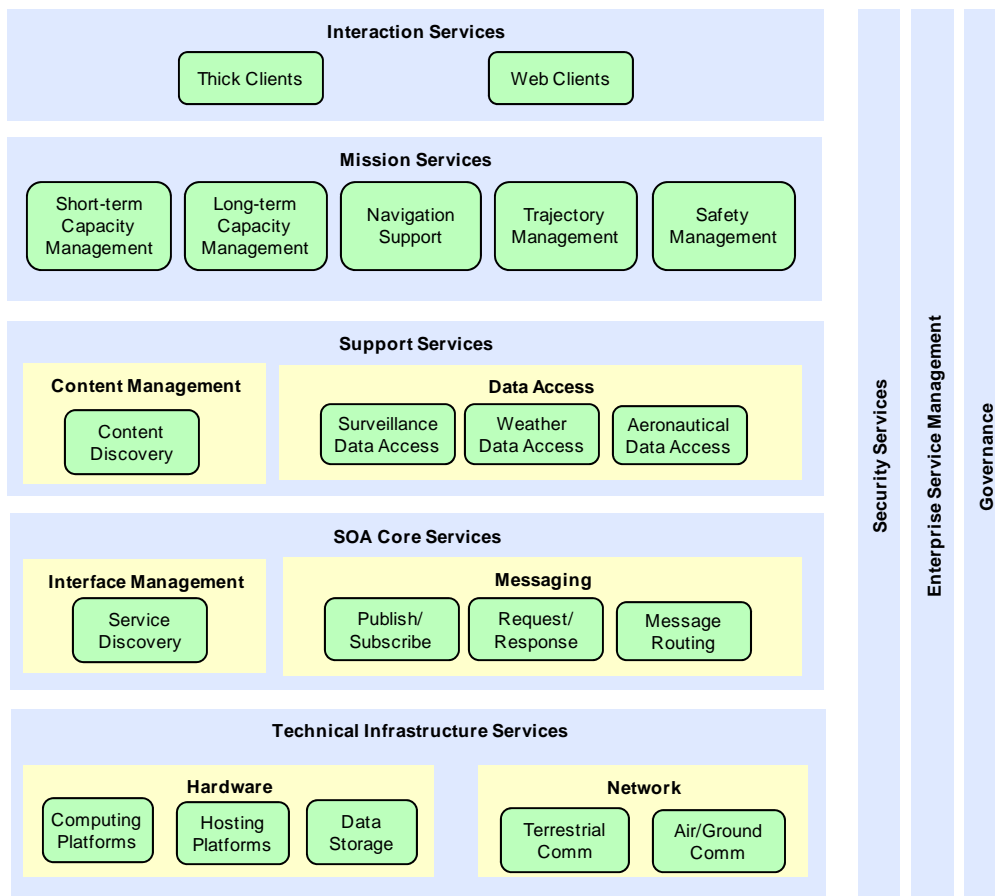 Interaction Services
Thick Clients
Web Clients
Mission Services
Short-term
Capacity
Management
Long-term
Capacity
Management
Navigation
Support
Trajectory
Management
Safety
Management
Support Services
Content Management
Content
Discovery
Data Access
Surveillance
Data Access
Weather
Data Access
Aeronautical
Data Access
SOA Core Services
Interface Management
Service
Discovery
Messaging
Publish/
Subscribe
Request/
Response
Message
Routing
Technical Infrastructure Services
Hardware
Computing
Platforms
Hosting
Platforms
Data
Storage
Network
Terrestrial
Comm
Air/Ground
Comm
Security Services
Enterprise Service Management
Governance